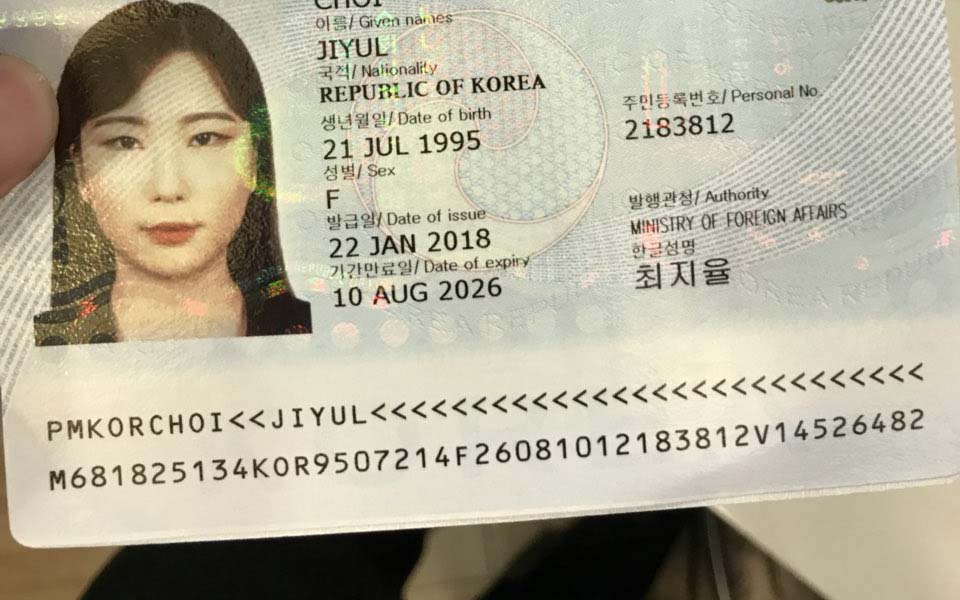 CHOI
이름/ Given names
JIYUL
국적/ Nationality
REPUBLIC OF KOREA
생년월일/ Date of birth
21 JUL 1995
주민등록번호/ Personal No.
2183812
성별/ Sex
F
발급일/ Date of issue
22 JAN 2018
발행관청/ Authority
MINISTRY OF FOREIGN AFFAIRS
기간만료일/ Date of expiry
10 AUG 2026
한글성명
최지율
PMKORCHOI<<JIYUL<<<<<<<<<<<<<<<<<<<<<<<<<<<<
M681825134KOR9507214F26081012183812V14526482